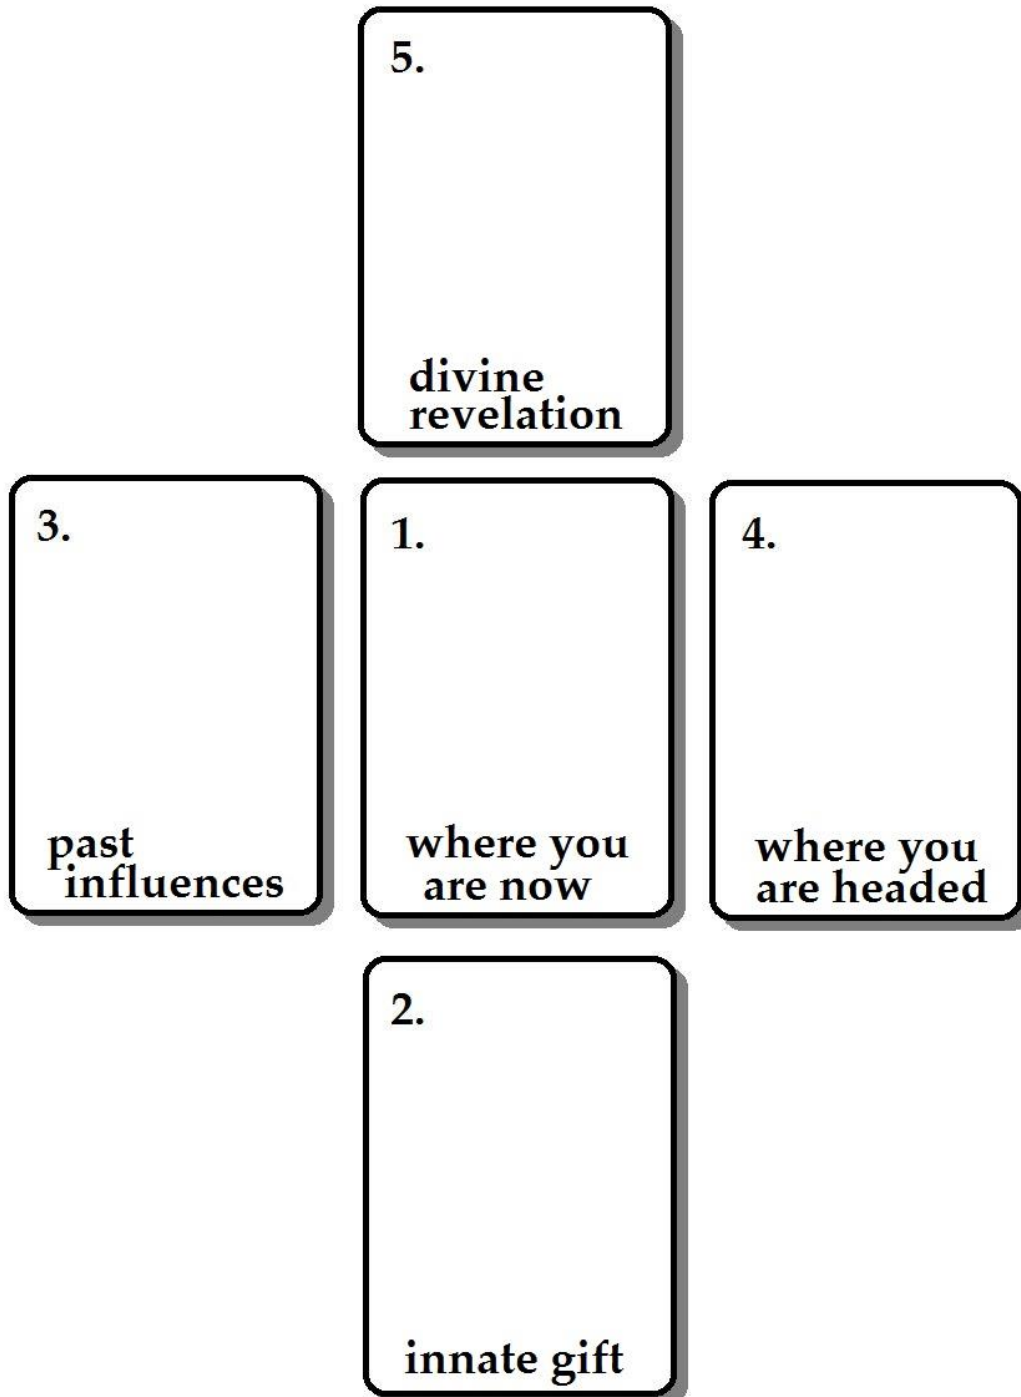 5.
divine
revelation
3.
past
influences
1.
where you
are now
4.
where you
are headed
2.
innate gift